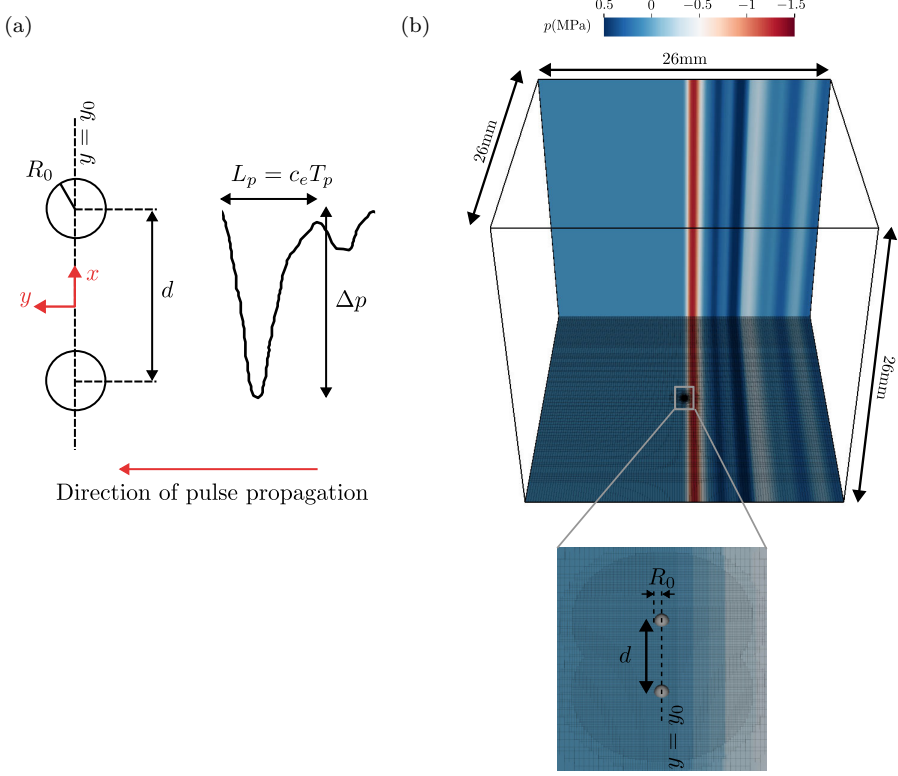 (a)
y = y₀
R₀
x
y
d
Lₚ = cₑTₚ
Δp
Direction of pulse propagation
(b)
0.5 0 −0.5 −1 −1.5
p(MPa)
26mm
26mm
26mm
R₀
d
y = y₀